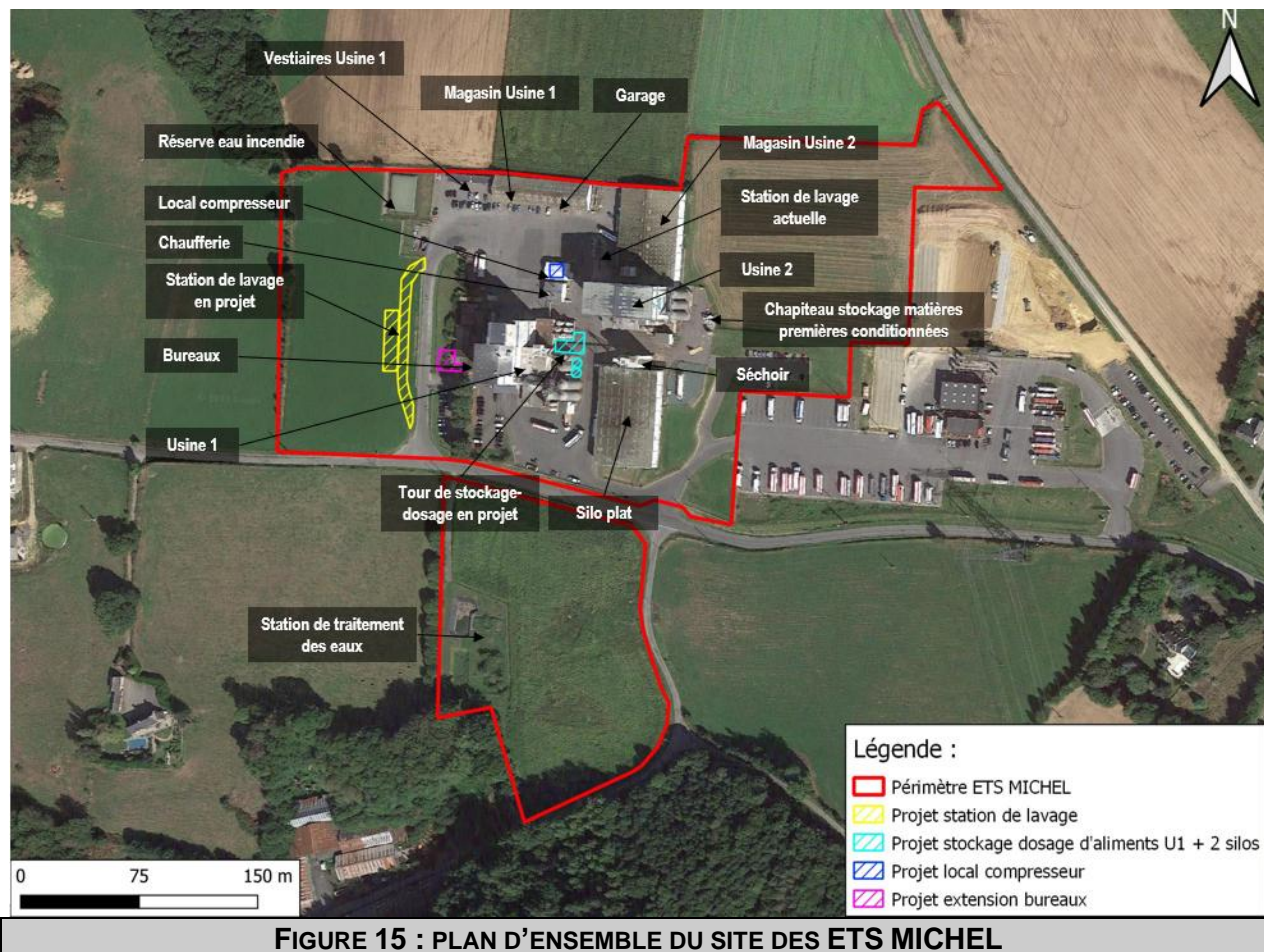 N
Vestiaires Usine 1
Magasin Usine 1
Garage
Réserve eau incendie
Magasin Usine 2
Local compresseur
Station de lavage
actuelle
Chaufferie
Station de lavage
en projet
Usine 2
Chapiteau stockage matières
premières conditionnées
Bureaux
Séchoir
Usine 1
Tour de stockage-
dosage en projet
Silo plat
Station de traitement
des eaux
Légende :
Périmètre ETS MICHEL
Projet station de lavage
Projet stockage dosage d'aliments U1 + 2 silos
Projet local compresseur
Projet extension bureaux
0 75 150 m
FIGURE 15 : PLAN D'ENSEMBLE DU SITE DES ETS MICHEL